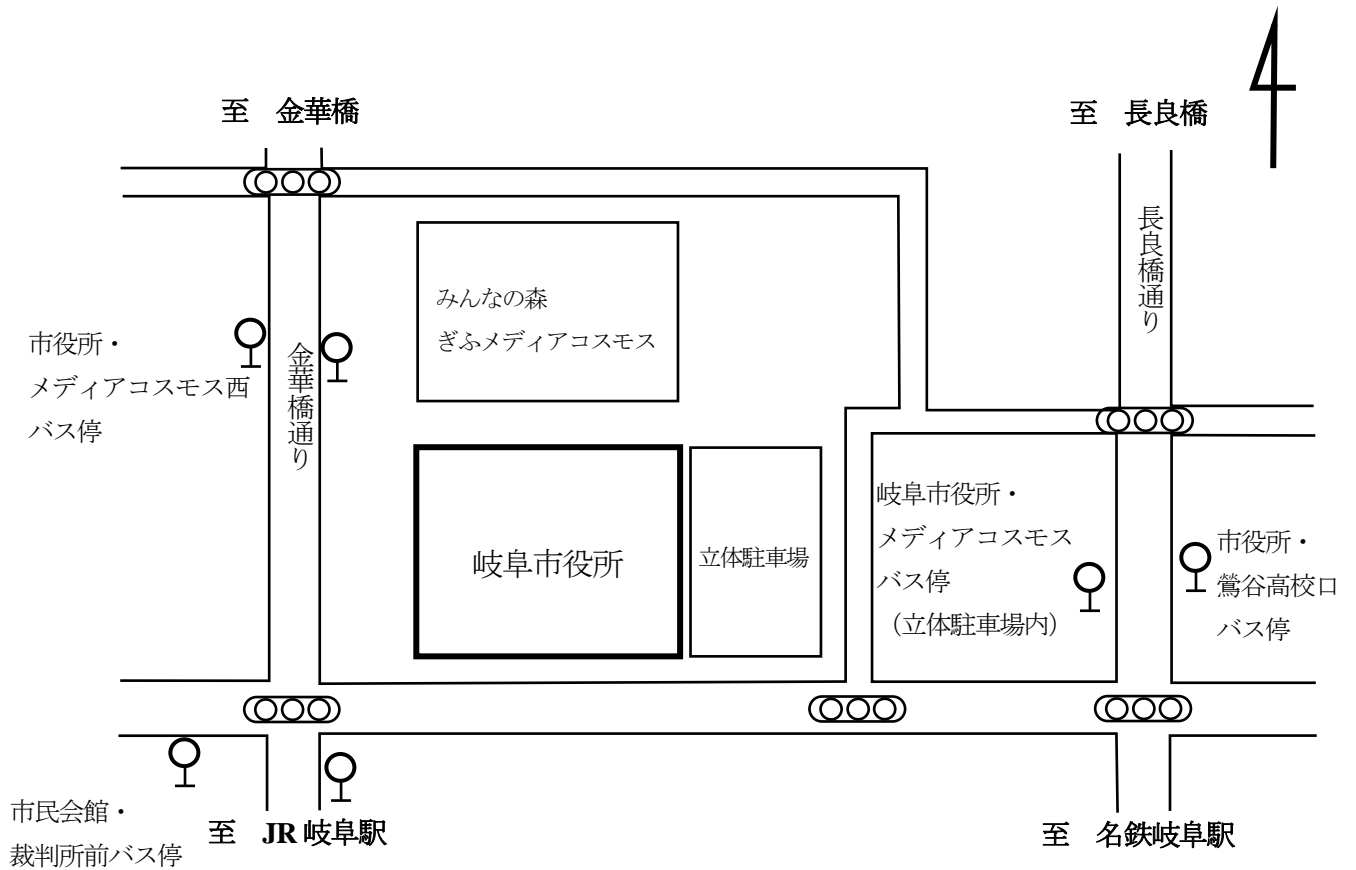 至　金華橋
至　長良橋
長良橋通り
みんなの森
ぎふメディアコスモス
市役所・
メディアコスモス西
バス停
金華橋通り
岐阜市役所
立体駐車場
岐阜市役所・
メディアコスモス
バス停
（立体駐車場内）
市役所・
鶯谷高校口
バス停
市民会館・
裁判所前バス停
至　JR岐阜駅
至　名鉄岐阜駅